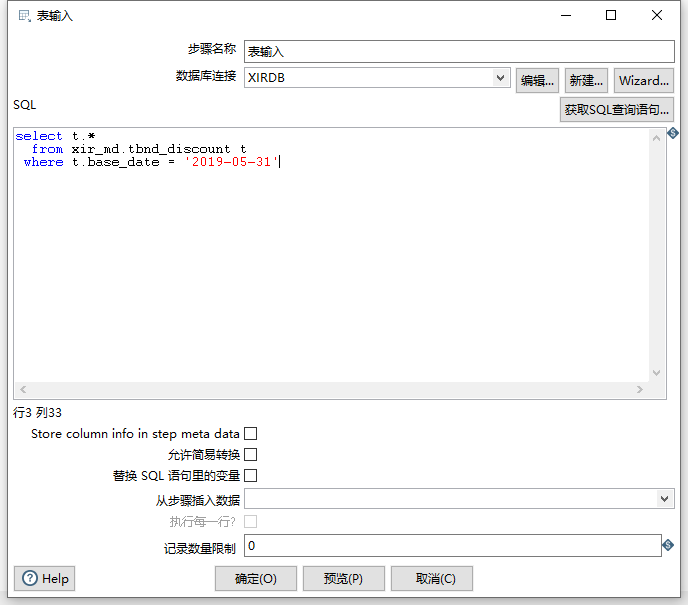 表输入
步骤名称 表输入
数据库连接 XIRDB 编辑... 新建... Wizard...
SQL 获取SQL查询语句...
select t.*
from xir_md.tbnd_discount t
where t.base_date = '2019-05-31'
行3 列33
Store column info in step meta data
允许简易转换
替换 SQL 语句里的变量
从步骤插入数据
执行每一行?
记录数量限制 0
Help 确定(O) 预览(P) 取消(C)